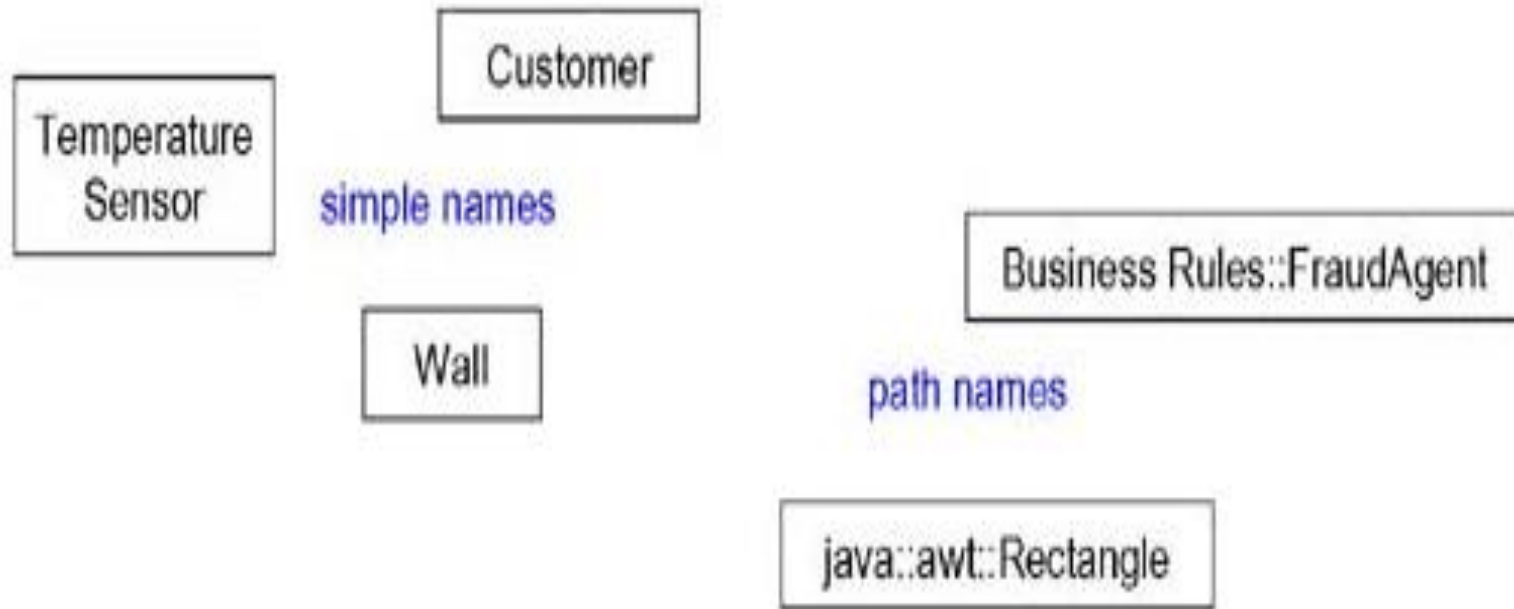 Customer
Temperature
Sensor
simple names
Business Rules::FraudAgent
Wall
path names
java::awt::Rectangle